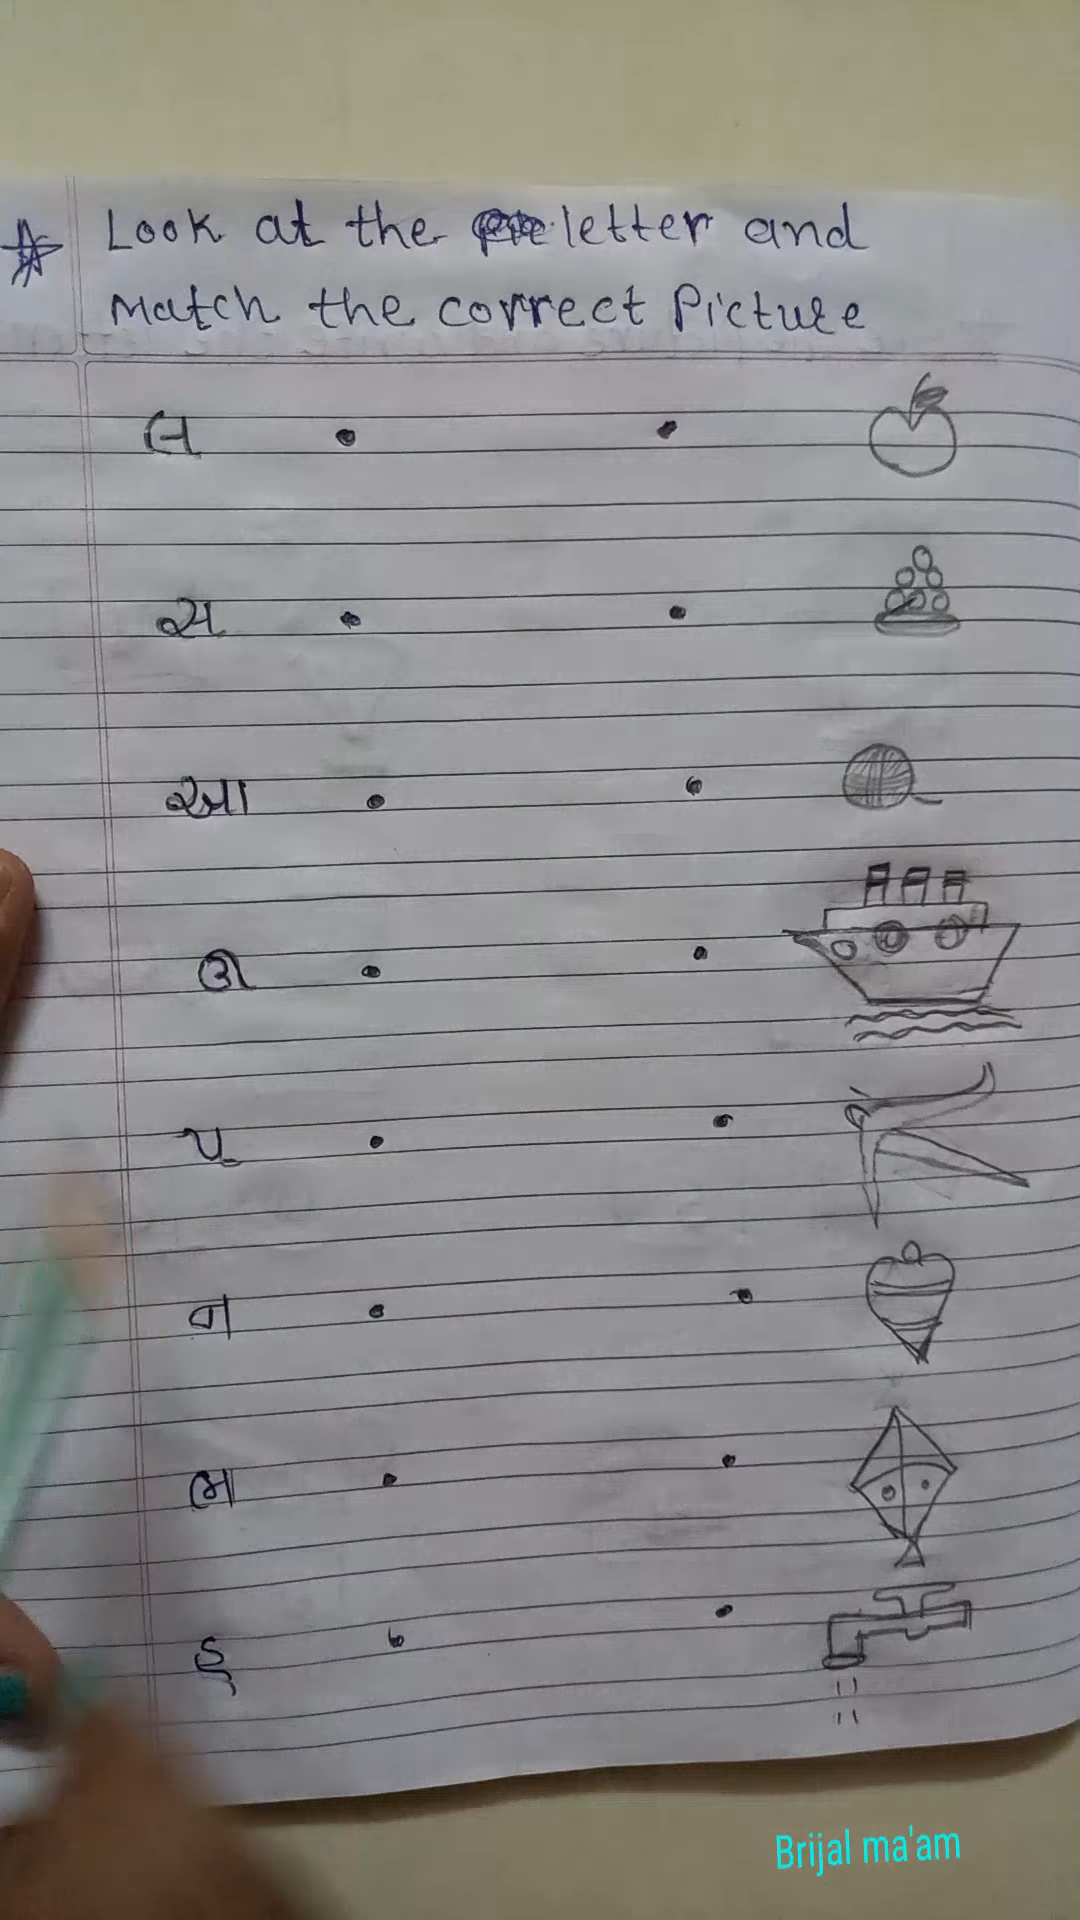 Look at the letter and
Match the correct Picture
લ
સ
આ
ઊ
પ
ન
ભ
હ
Brijal ma'am